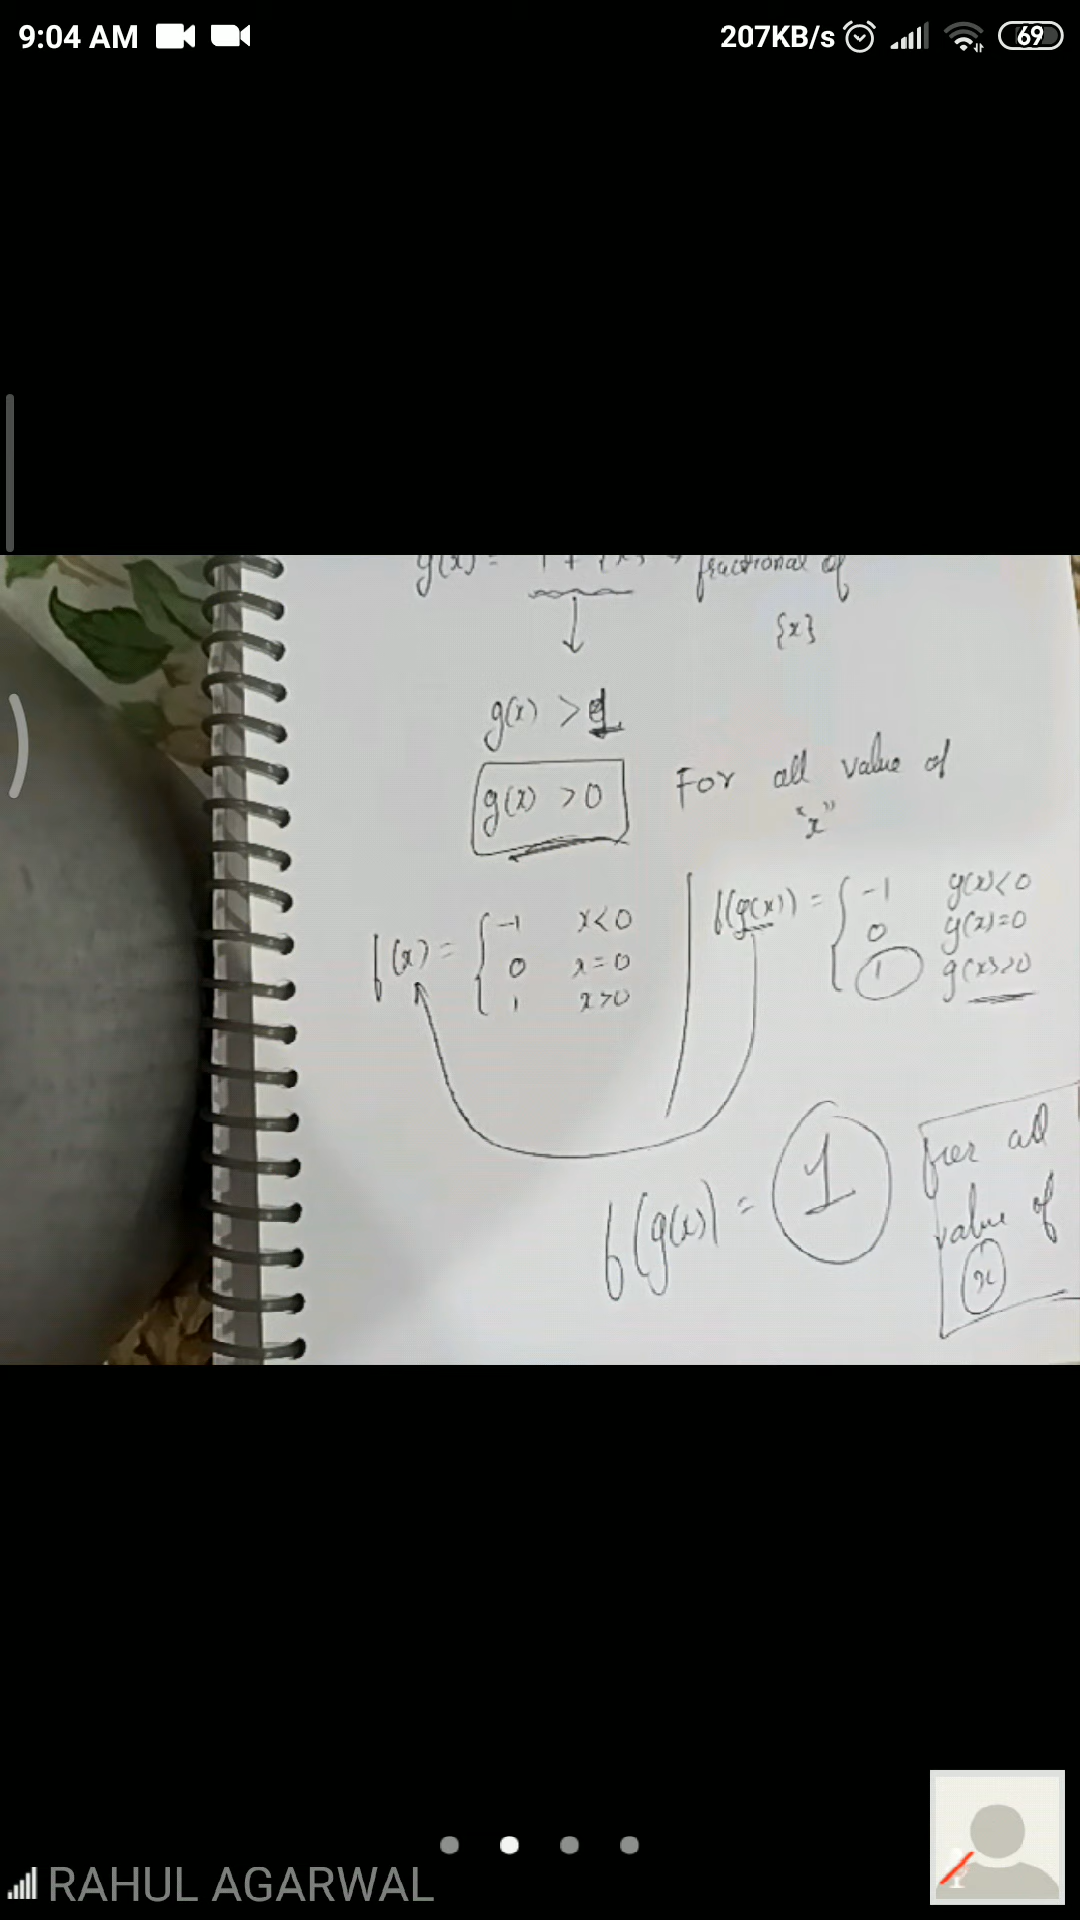 9:04 AM
207KB/s
69
g(x) = 1 + {x} → fractional of
{x}
g(x) > 1
g(x) > 0 For all value of
"x"
f(x) = { -1 x<0
0 x=0
1 x>0
f(g(x)) = { -1 g(x)<0
0 g(x)=0
1 g(x)>0
f(g(x)) = 1
for all
value of
x
RAHUL AGARWAL